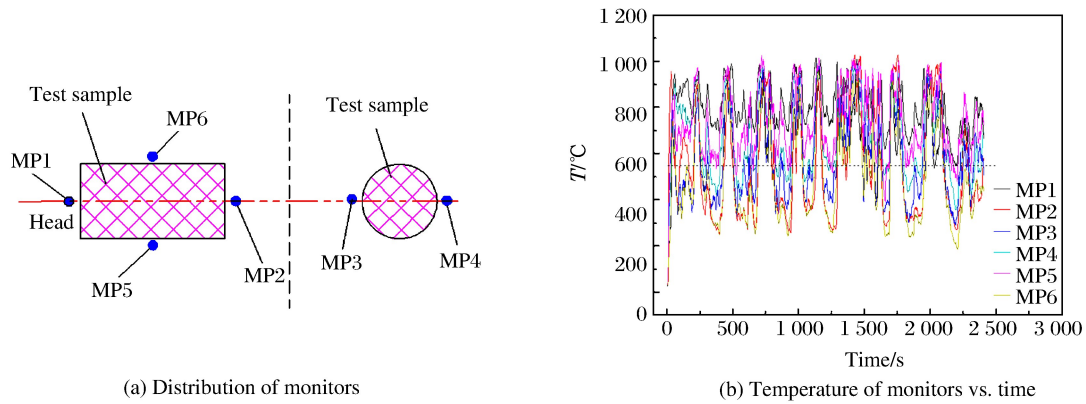 Test sample
MP6
MP1
Head
MP5
MP2
Test sample
MP3
MP4
(a) Distribution of monitors
T/℃
1 200
1 000
800
600
400
200
0
0 500 1 000 1 500 2 000 2 500 3 000
Time/s
MP1
MP2
MP3
MP4
MP5
MP6
(b) Temperature of monitors vs. time